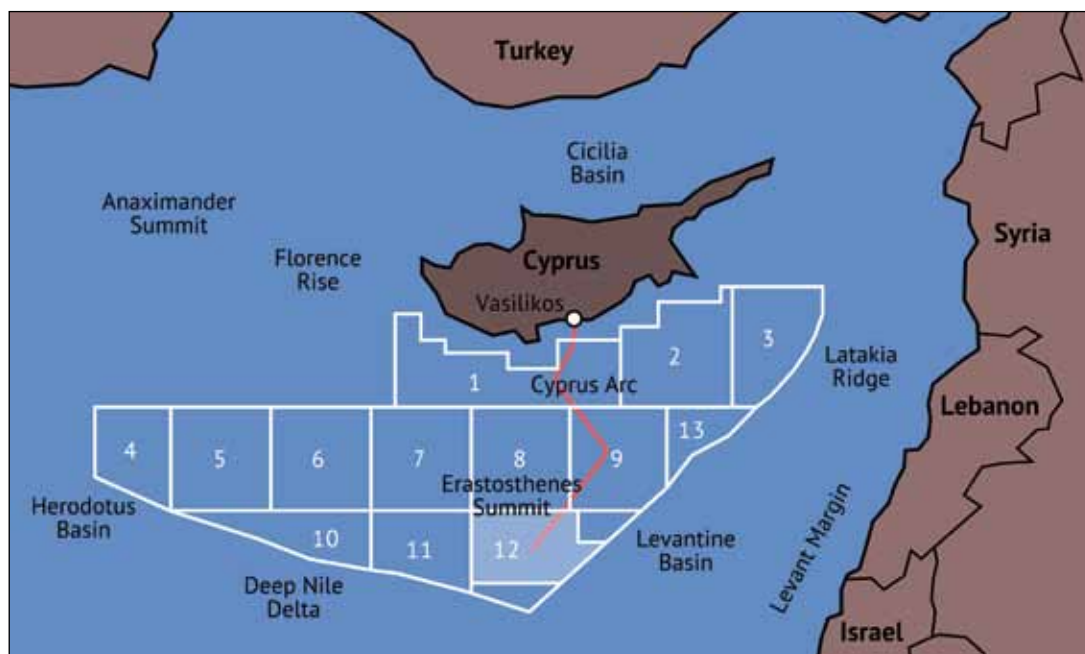 Turkey
Cicilia
Basin
Anaximander
Summit
Syria
Florence
Rise
Cyprus
Vasilikos
3
2
Latakia
Ridge
1
Cyprus Arc
Lebanon
13
4
5
6
7
8
9
Erastosthenes
Summit
Herodotus
Basin
10
11
12
Levantine
Basin
Levant Margin
Deep Nile
Delta
Israel